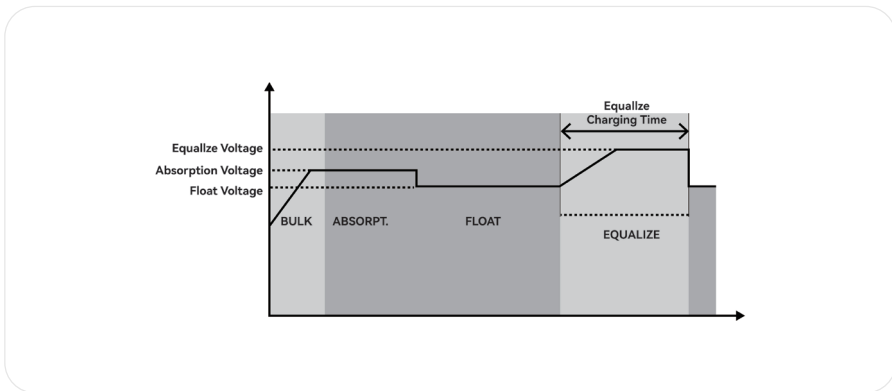 Equallze
Charging Time
Equallze Voltage
Absorption Voltage
Float Voltage
BULK
ABSORPT.
FLOAT
EQUALIZE